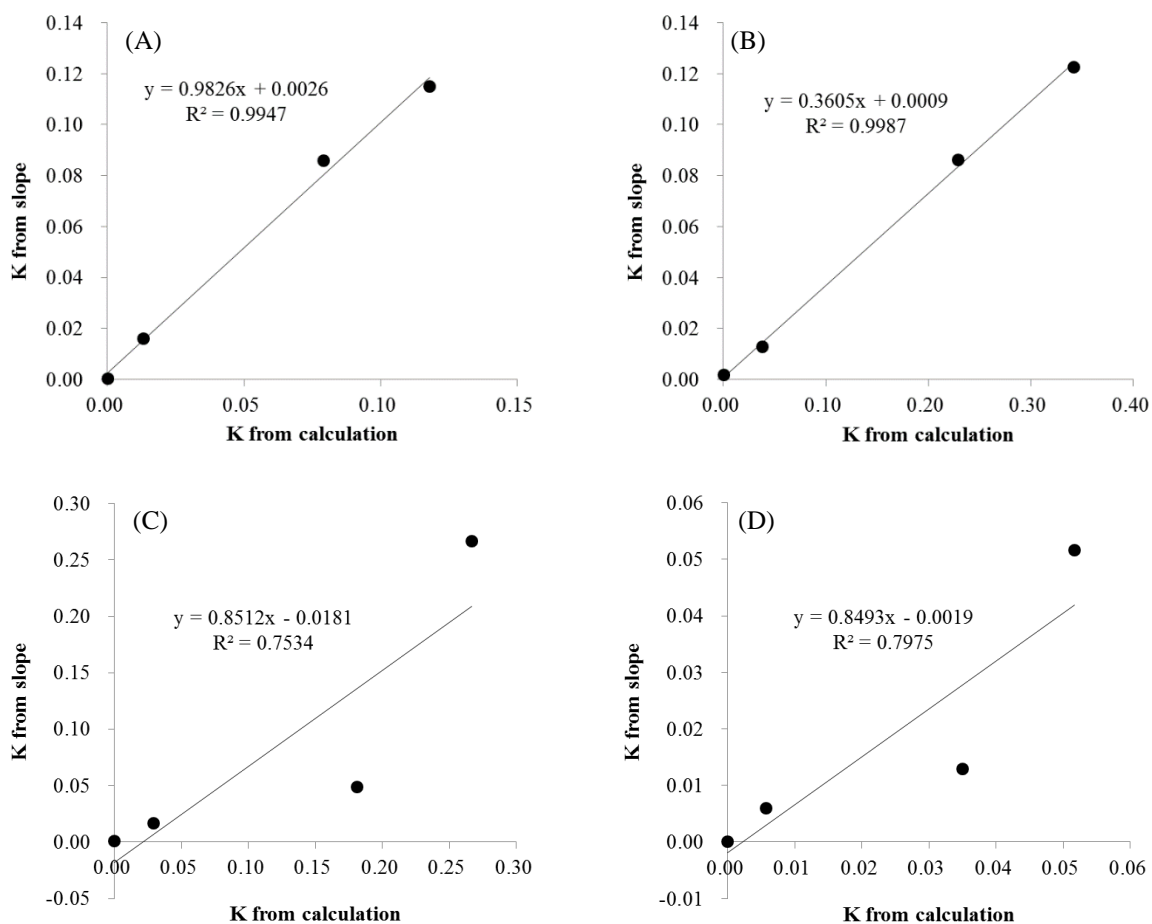 (A)
y = 0.9826x + 0.0026
R² = 0.9947
K from slope
0.14
0.12
0.10
0.08
0.06
0.04
0.02
0.00
0.00 0.05 0.10 0.15
K from calculation
(B)
y = 0.3605x + 0.0009
R² = 0.9987
K from slope
0.14
0.12
0.10
0.08
0.06
0.04
0.02
0.00
0.00 0.10 0.20 0.30 0.40
K from calculation
(C)
y = 0.8512x - 0.0181
R² = 0.7534
K from slope
0.30
0.25
0.20
0.15
0.10
0.05
0.00
-0.05
0.00 0.05 0.10 0.15 0.20 0.25 0.30
K from calculation
(D)
y = 0.8493x - 0.0019
R² = 0.7975
K from slope
0.06
0.05
0.04
0.03
0.02
0.01
0.00
-0.01
0.00 0.01 0.02 0.03 0.04 0.05 0.06
K from calculation